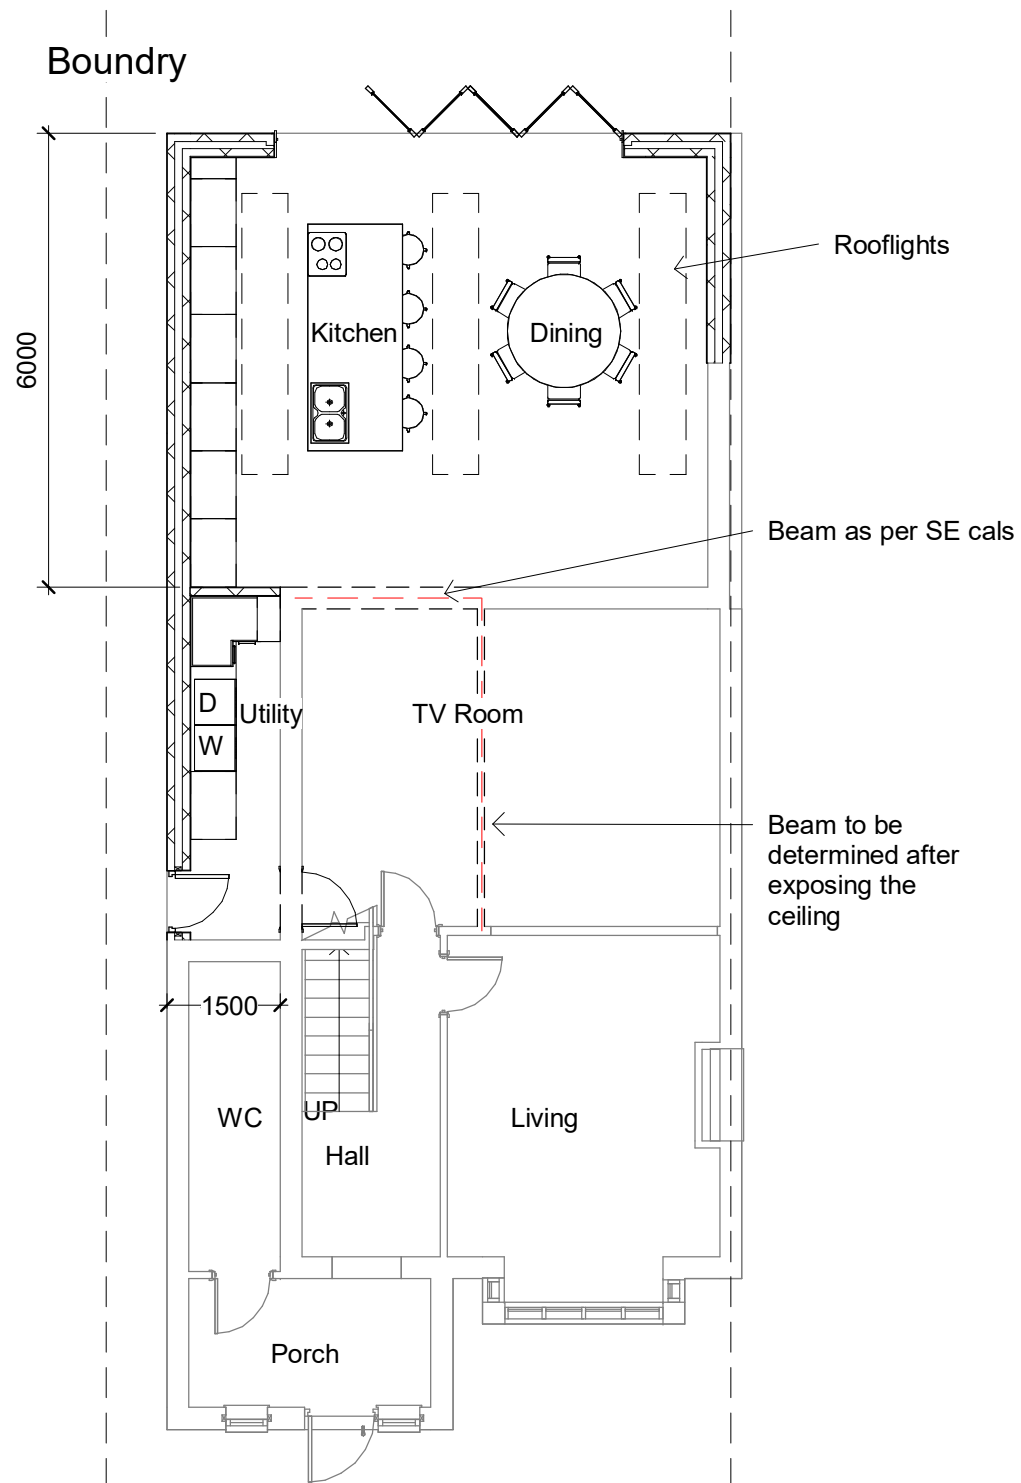 Boundry
Rooflights
6000
Kitchen
Dining
Beam as per SE cals
D
Utility
TV Room
W
Beam to be
determined after
exposing the
ceiling
1500
UP
WC
Living
Hall
Porch